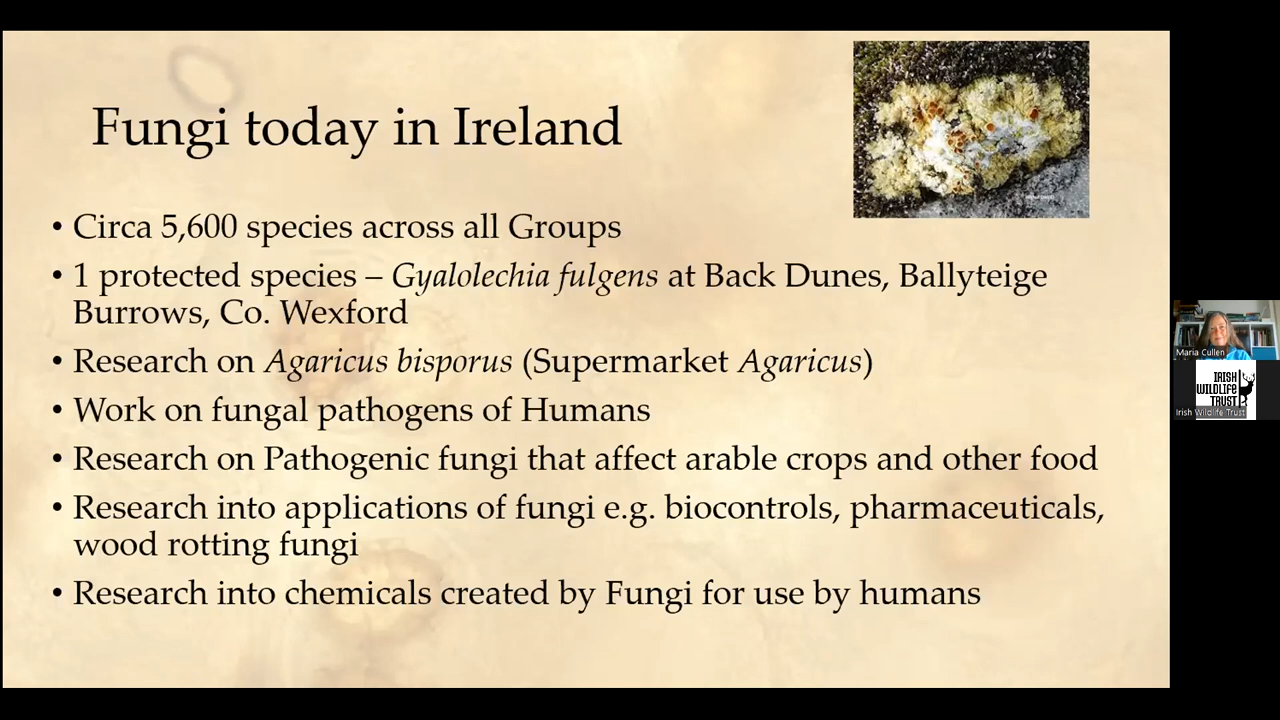 Fungi today in Ireland
• Circa 5,600 species across all Groups
• 1 protected species – Gyalolechia fulgens at Back Dunes, Ballyteige
Burrows, Co. Wexford
• Research on Agaricus bisporus (Supermarket Agaricus)
• Work on fungal pathogens of Humans
• Research on Pathogenic fungi that affect arable crops and other food
• Research into applications of fungi e.g. biocontrols, pharmaceuticals,
wood rotting fungi
• Research into chemicals created by Fungi for use by humans
Maria Cullen
IRISH
WILDLIFE
TRUST
Irish Wildlife Trust